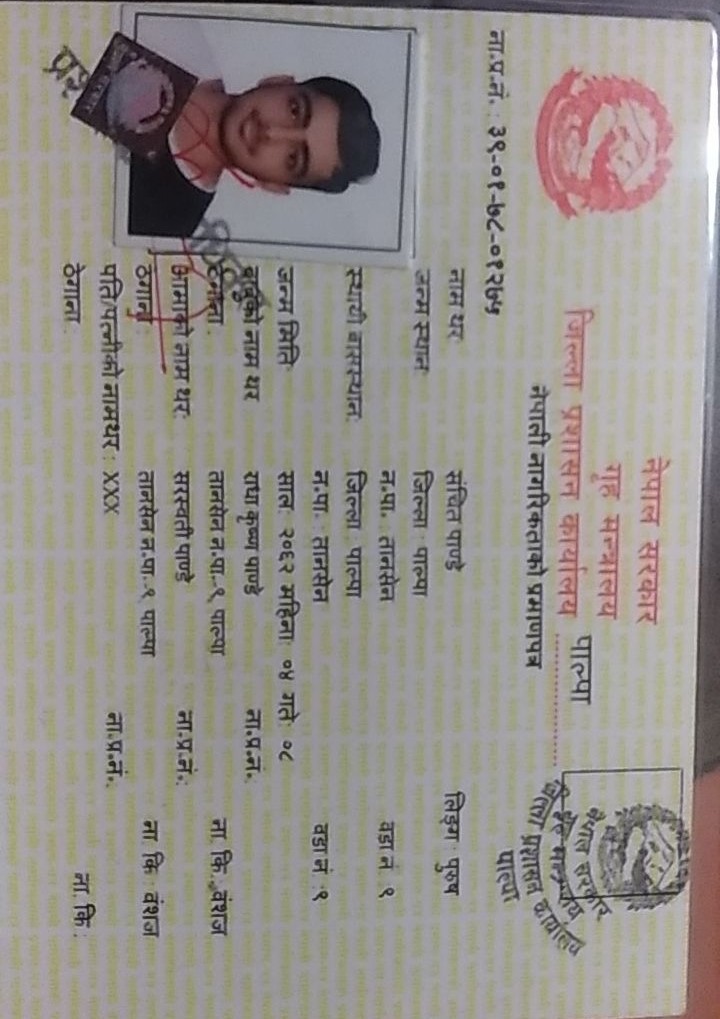 नेपाल सरकार
गृह मन्त्रालय
जिल्ला प्रशासन कार्यालय पाल्पा
नेपाली नागरिकताको प्रमाणपत्र
नेपाल सरकार
गृह मन्त्रालय
जिल्ला प्रशासन कार्यालय
पाल्पा
ना.प्र.नं.: ३९-०१-७८-०१२७५
नाम थर: संचित पाण्डे लिङ्ग: पुरुष
जन्म स्थान: जिल्ला: पाल्पा
न.पा.: तानसेन वडा नं १
स्थायी वासस्थान: जिल्ला: पाल्पा
न.पा.: तानसेन वडा नं १
जन्म मिति: साल: २०६२ महिना: ०४ गते: ०८
बाबुको नाम थर राधा कृष्ण पाण्डे ना.प्र.नं.:
ठेगाना: तानसेन न.पा.-१, पाल्पा ना. कि.: वंशज
आमाको नाम थर: सरस्वती पाण्डे ना.प्र.नं.:
ठेगाना: तानसेन न.पा.-१ पाल्पा ना. कि: वंशज
पति/पत्नीको नामथर: XXX ना.प्र.नं.:
ठेगाना: ना. कि: